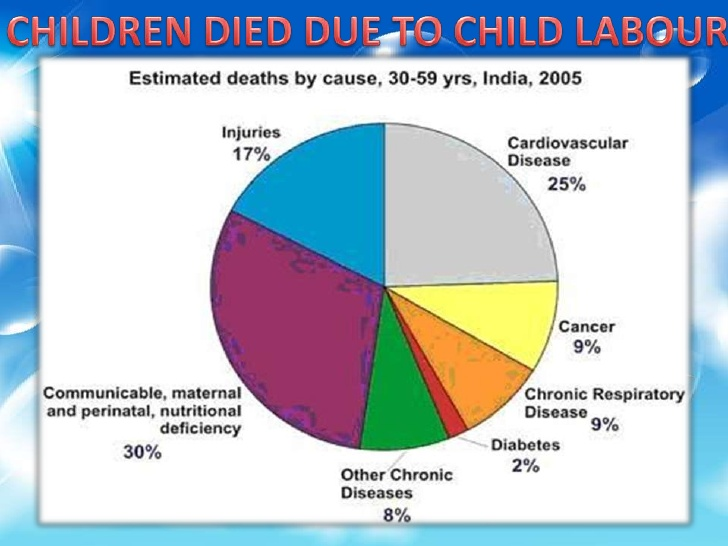 CHILDREN DIED DUE TO CHILD LABOUR
Estimated deaths by cause, 30-59 yrs, India, 2005
Injuries
17%
Cardiovascular
Disease
25%
Cancer
9%
Chronic Respiratory
Disease
9%
Diabetes
2%
Other Chronic
Diseases
8%
Communicable, maternal
and perinatal, nutritional
deficiency
30%